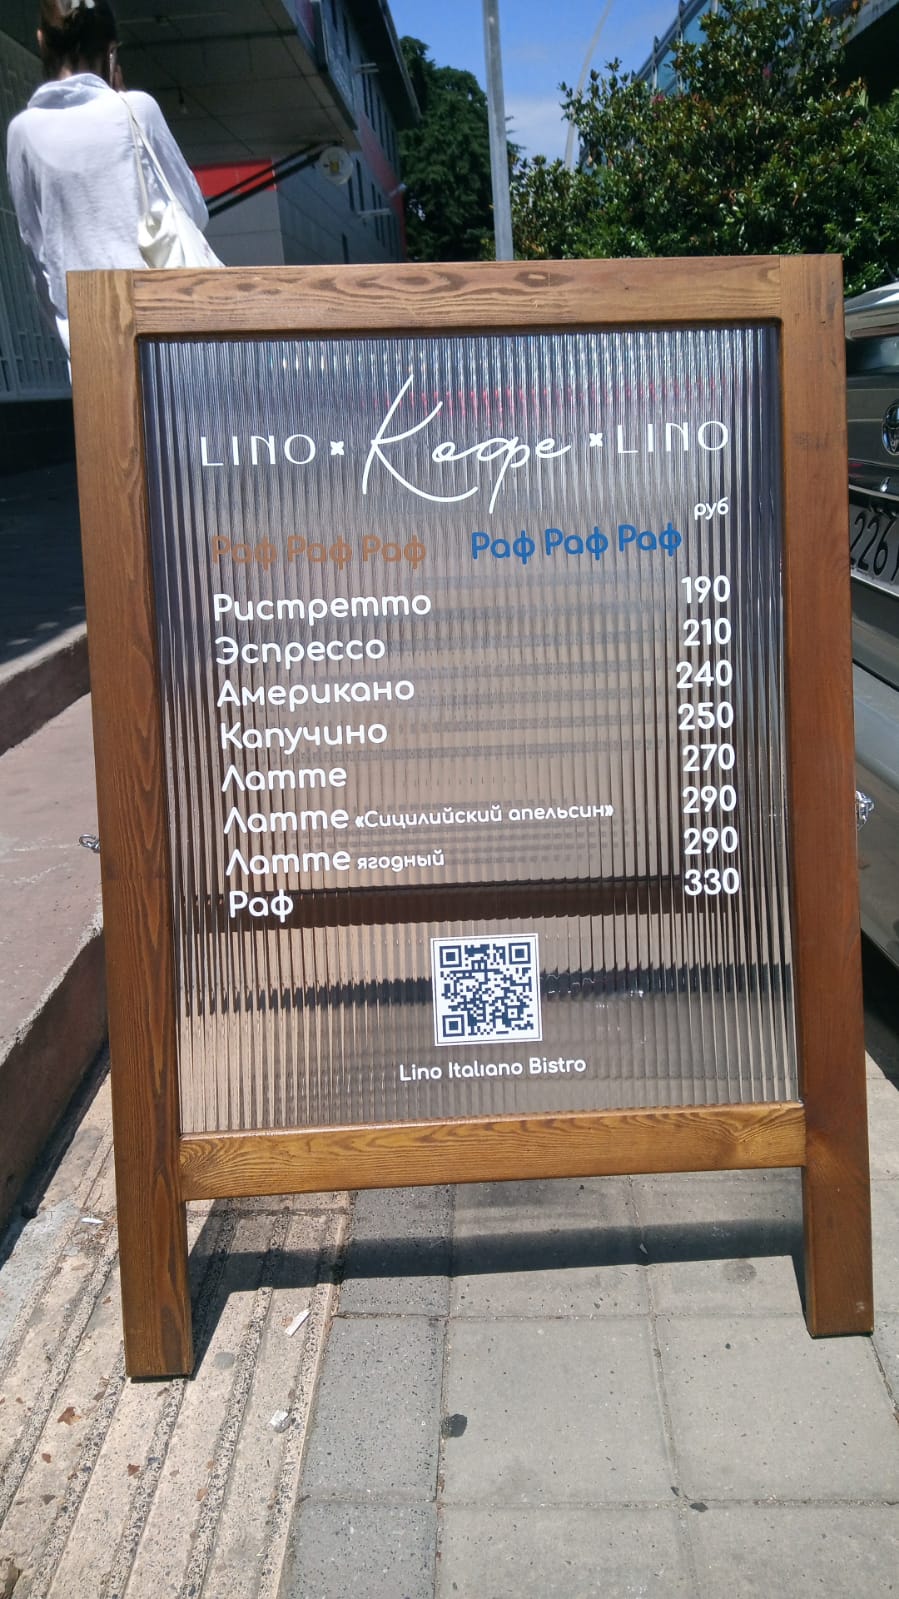 LINO × Кофе × LINO
руб
Раф Раф Раф Раф Раф Раф
Ристретто 190
Эспрессо 210
Американо 240
Капучино 250
Латте 270
Латте «Сицилийский апельсин» 290
Латте ягодный 290
Раф 330
Lino Italiano Bistro
226